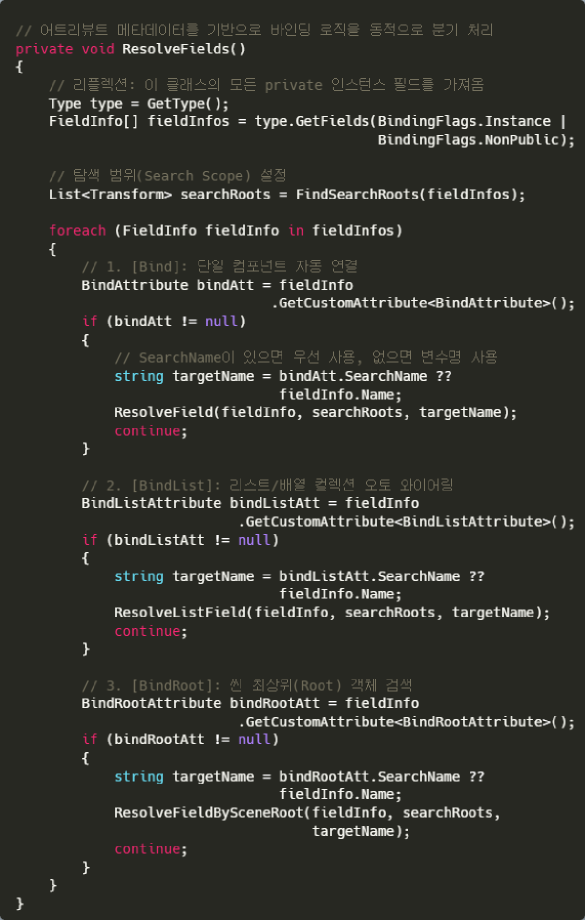 // 어트리뷰트 메타데이터를 기반으로 바인딩 로직을 동적으로 분기 처리
private void ResolveFields()
{
    // 리플렉션: 이 클래스의 모든 private 인스턴스 필드를 가져옴
    Type type = GetType();
    FieldInfo[] fieldInfos = type.GetFields(BindingFlags.Instance |
                                            BindingFlags.NonPublic);

    // 탐색 범위(Search Scope) 설정
    List<Transform> searchRoots = FindSearchRoots(fieldInfos);

    foreach (FieldInfo fieldInfo in fieldInfos)
    {
        // 1. [Bind]: 단일 컴포넌트 자동 연결
        BindAttribute bindAtt = fieldInfo
                               .GetCustomAttribute<BindAttribute>();
        if (bindAtt != null)
        {
            // SearchName이 있으면 우선 사용, 없으면 변수명 사용
            string targetName = bindAtt.SearchName ??
                                fieldInfo.Name;
            ResolveField(fieldInfo, searchRoots, targetName);
            continue;
        }

        // 2. [BindList]: 리스트/배열 컬렉션 오토 와이어링
        BindListAttribute bindListAtt = fieldInfo
                           .GetCustomAttribute<BindListAttribute>();
        if (bindListAtt != null)
        {
            string targetName = bindListAtt.SearchName ??
                                fieldInfo.Name;
            ResolveListField(fieldInfo, searchRoots, targetName);
            continue;
        }

        // 3. [BindRoot]: 씬 최상위(Root) 객체 검색
        BindRootAttribute bindRootAtt = fieldInfo
                           .GetCustomAttribute<BindRootAttribute>();
        if (bindRootAtt != null)
        {
            string targetName = bindRootAtt.SearchName ??
                                fieldInfo.Name;
            ResolveFieldBySceneRoot(fieldInfo, searchRoots,
                                    targetName);
            continue;
        }
    }
}